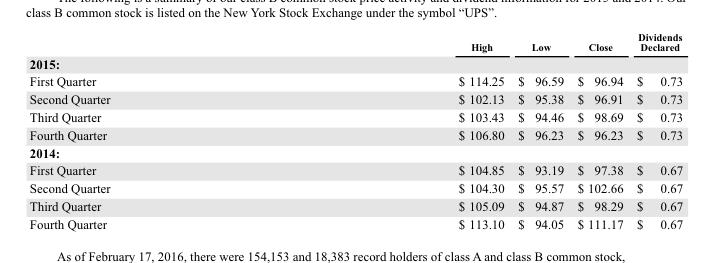 The following is a summary of our class B common stock price activity and dividend information for 2015 and 2014. Our
class B common stock is listed on the New York Stock Exchange under the symbol “UPS”.
High Low Close Dividends Declared
2015:
First Quarter $ 114.25 $ 96.59 $ 96.94 $ 0.73
Second Quarter $ 102.13 $ 95.38 $ 96.91 $ 0.73
Third Quarter $ 103.43 $ 94.46 $ 98.69 $ 0.73
Fourth Quarter $ 106.80 $ 96.23 $ 96.23 $ 0.73
2014:
First Quarter $ 104.85 $ 93.19 $ 97.38 $ 0.67
Second Quarter $ 104.30 $ 95.57 $ 102.66 $ 0.67
Third Quarter $ 105.09 $ 94.87 $ 98.29 $ 0.67
Fourth Quarter $ 113.10 $ 94.05 $ 111.17 $ 0.67
As of February 17, 2016, there were 154,153 and 18,383 record holders of class A and class B common stock,